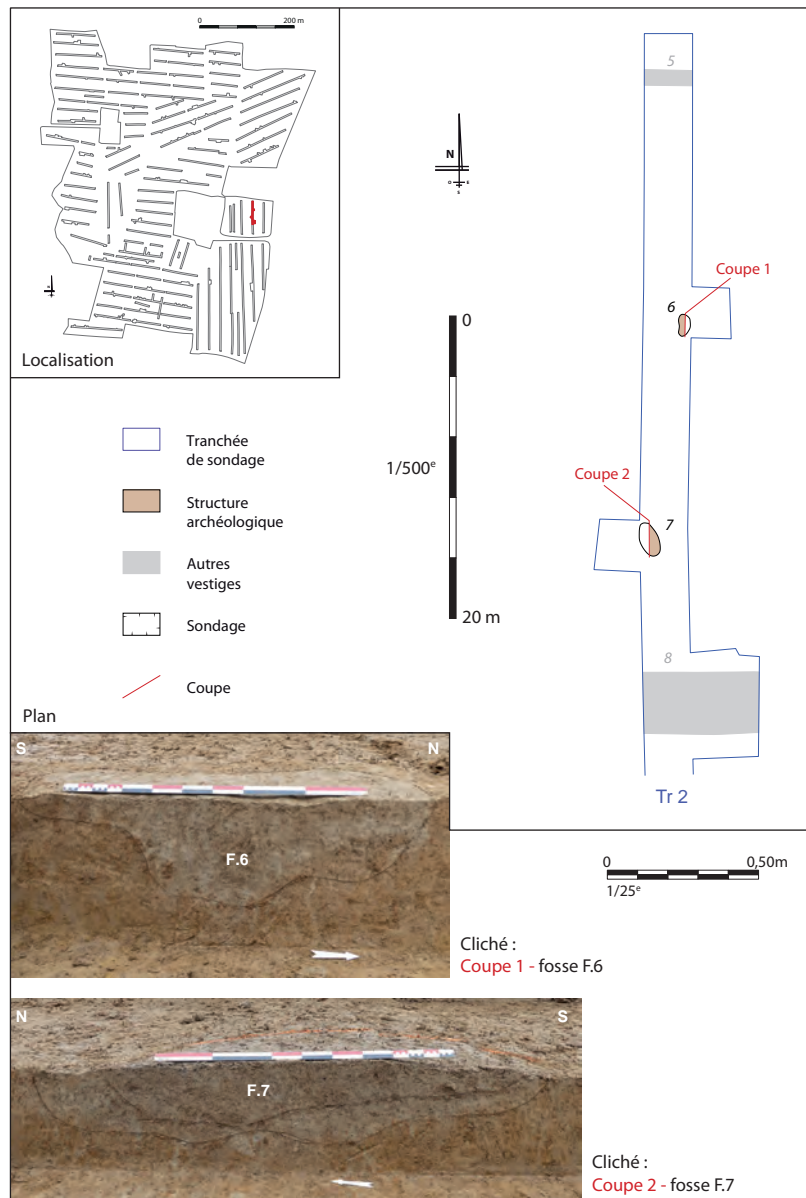 0 200 m
Localisation
N
O E
S
5
Coupe 1
6
0
1/500e
20 m
Coupe 2
7
8
Tr 2
Tranchée
de sondage
Structure
archéologique
Autres
vestiges
Sondage
Coupe
Plan
S N
F.6
0 0,50m
1/25e
Cliché :
Coupe 1 - fosse F.6
N S
F.7
Cliché :
Coupe 2 - fosse F.7